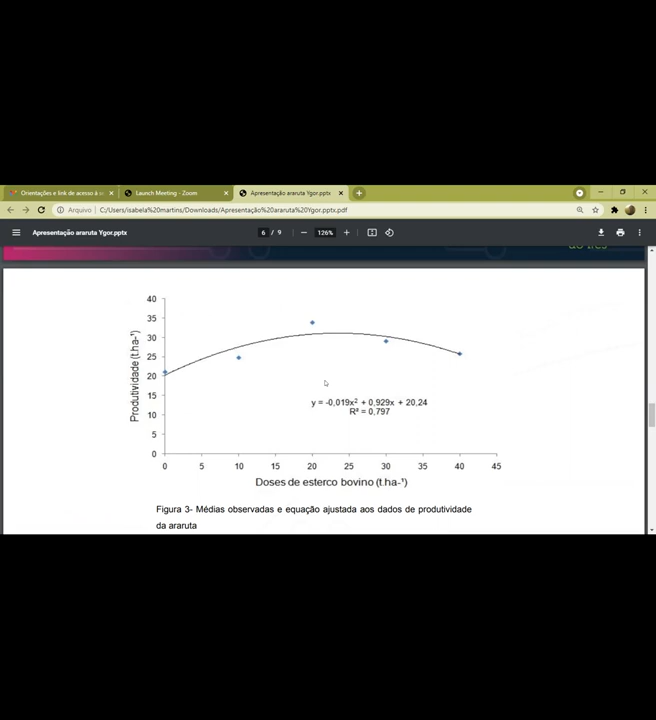 Orientações e link de acesso à s
Launch Meeting - Zoom
Apresentação araruta Ygor.pptx
Arquivo
C:/Users/isabela%20martins/Downloads/Apresentação%20araruta%20Ygor.pptx.pdf
Apresentação araruta Ygor.pptx
6 / 9
126%
Produtividade (t.ha-¹)
40
35
30
25
20
15
10
5
0
y = -0,019x² + 0,929x + 20,24
R² = 0,797
0 5 10 15 20 25 30 35 40 45
Doses de esterco bovino (t.ha-¹)
Figura 3- Médias observadas e equação ajustada aos dados de produtividade
da araruta